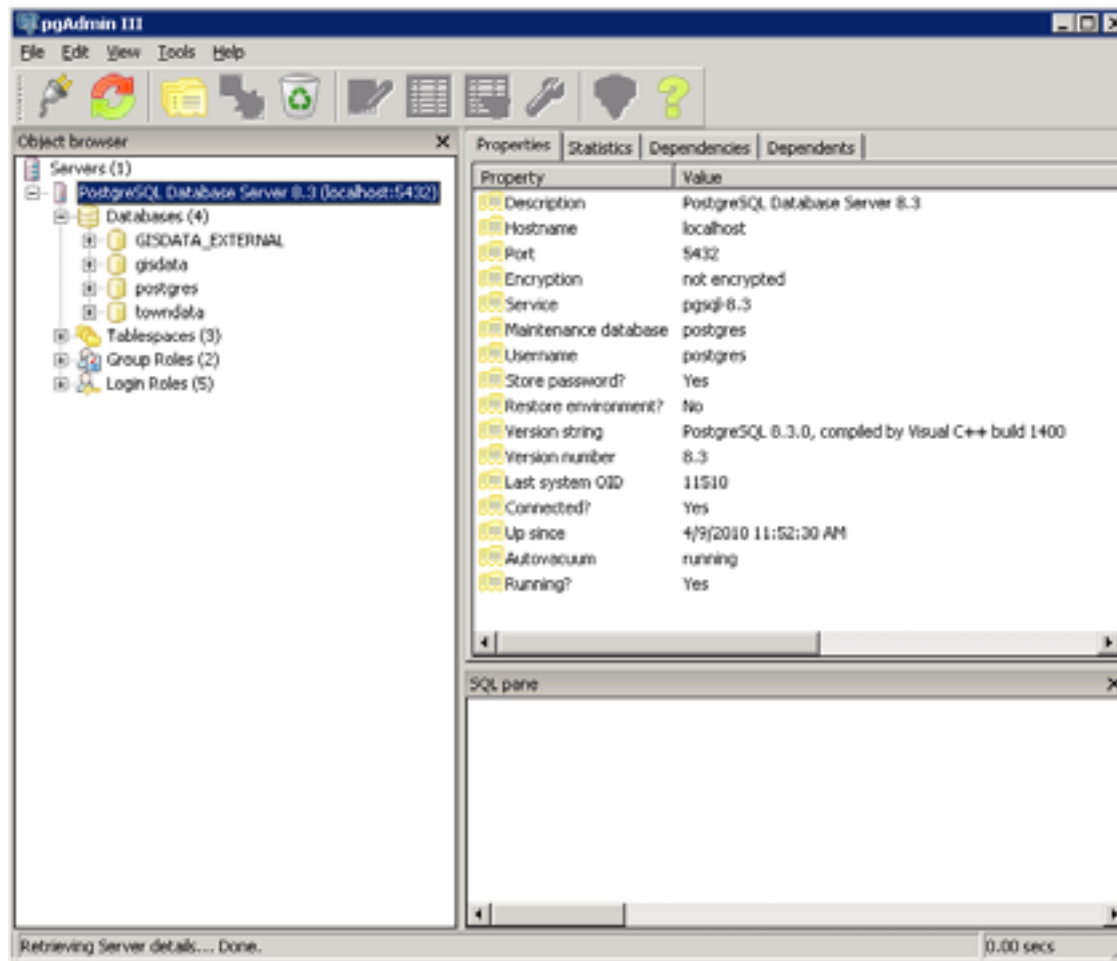 pgAdmin III
File Edit View Tools Help
Object browser
Servers (1)
PostgreSQL Database Server 8.3 (localhost:5432)
Databases (4)
GISDATA_EXTERNAL
gisdata
postgres
towndata
Tablespaces (3)
Group Roles (2)
Login Roles (5)
Properties Statistics Dependencies Dependents
Property Value
Description PostgreSQL Database Server 8.3
Hostname localhost
Port 5432
Encryption not encrypted
Service pgsql-8.3
Maintenance database postgres
Username postgres
Store password? Yes
Restore environment? No
Version string PostgreSQL 8.3.0, compiled by Visual C++ build 1400
Version number 8.3
Last system OID 11510
Connected? Yes
Up since 4/9/2010 11:52:30 AM
Autovacuum running
Running? Yes
SQL pane
Retrieving Server details... Done. 0.00 secs